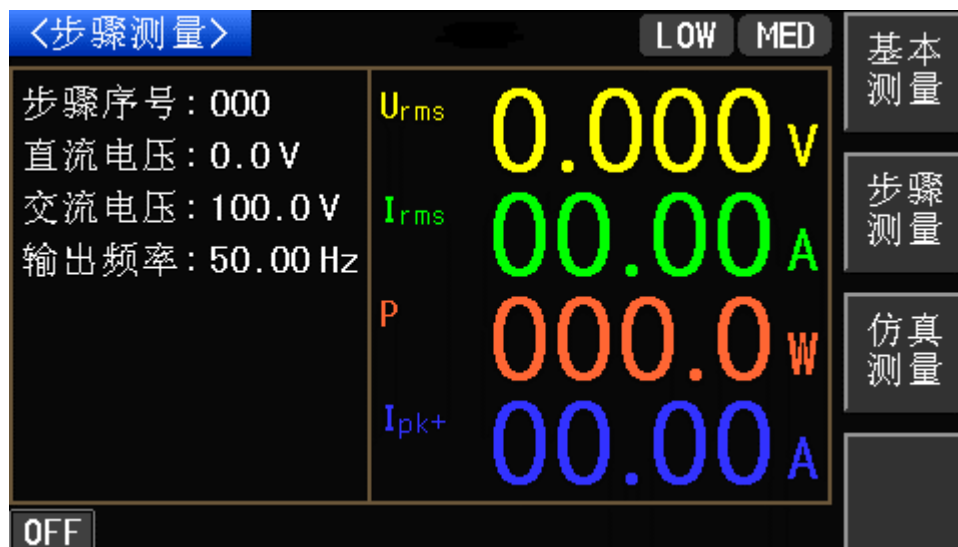 <步骤测量>
LOW MED
步骤序号:000
直流电压:0.0V
交流电压:100.0V
输出频率:50.00Hz
Urms 0.000 V
Irms 00.00 A
P 000.0 W
Ipk+ 00.00 A
基本
测量
步骤
测量
仿真
测量
OFF